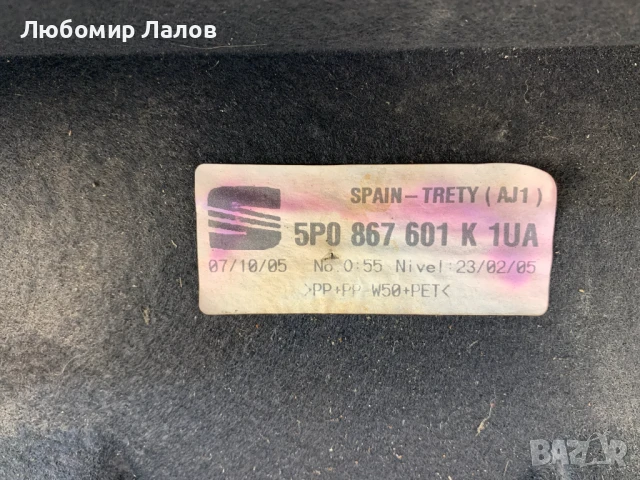 Любомир Лалов
SPAIN-TRETY (AJ1)
5P0 867 601 K 1UA
07/10/05 No.0:55 Nivel:23/02/05
>PP+PP W50+PET<
BAZAR